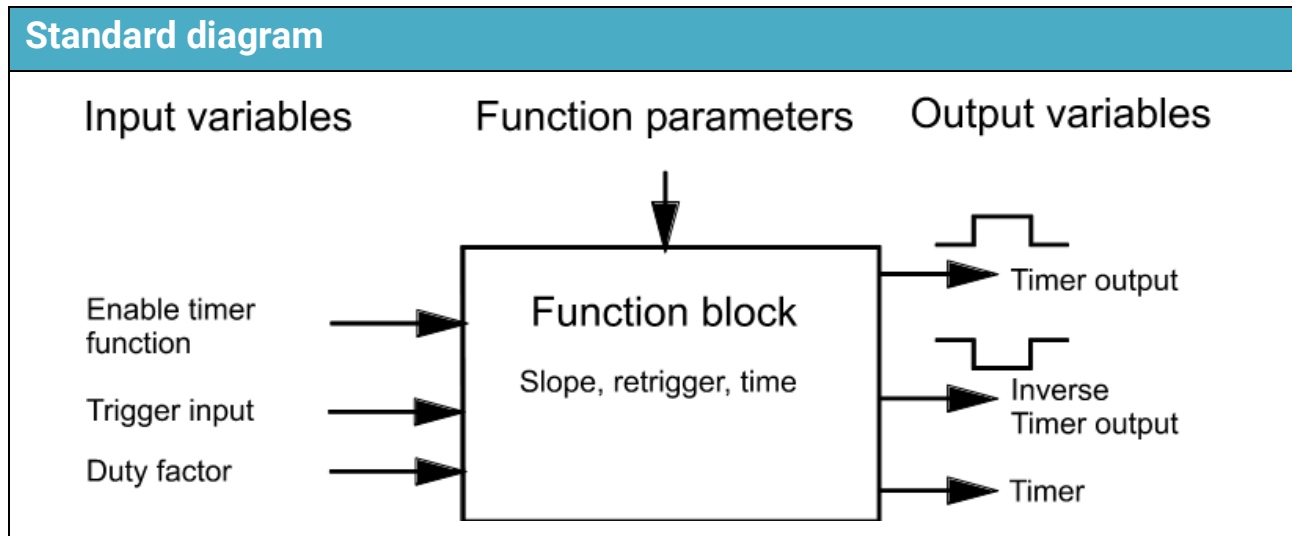 Standard diagram
Input variables
Function parameters
Output variables
Enable timer
function
Trigger input
Duty factor
Function block
Slope, retrigger, time
Timer output
Inverse
Timer output
Timer